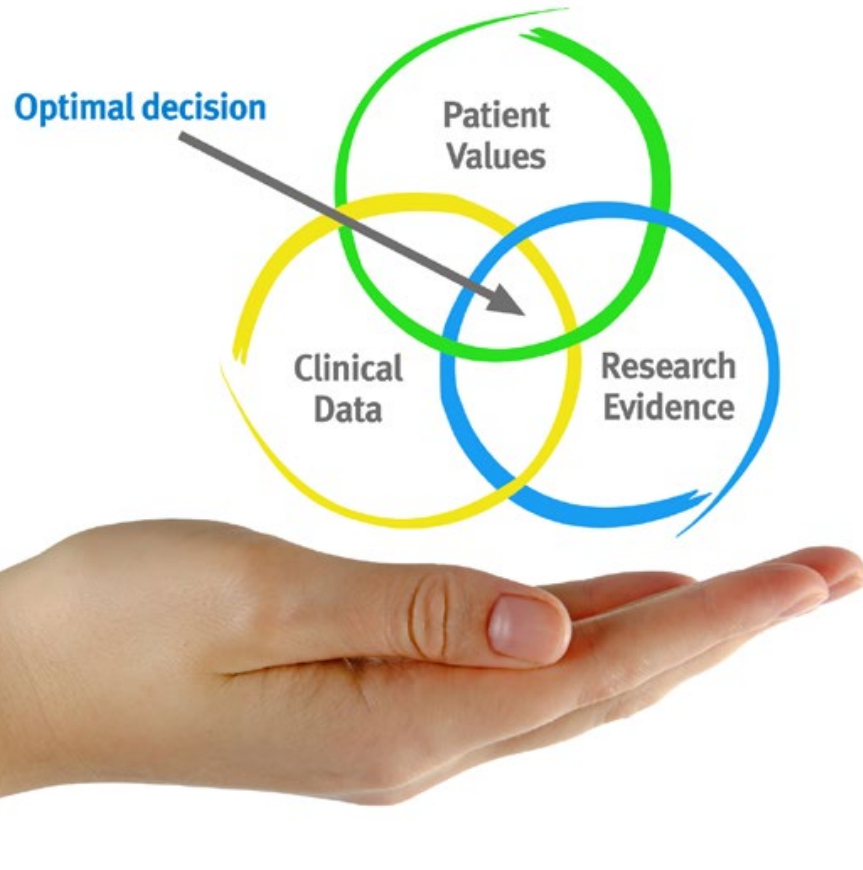 Optimal decision
Patient
Values
Clinical
Data
Research
Evidence